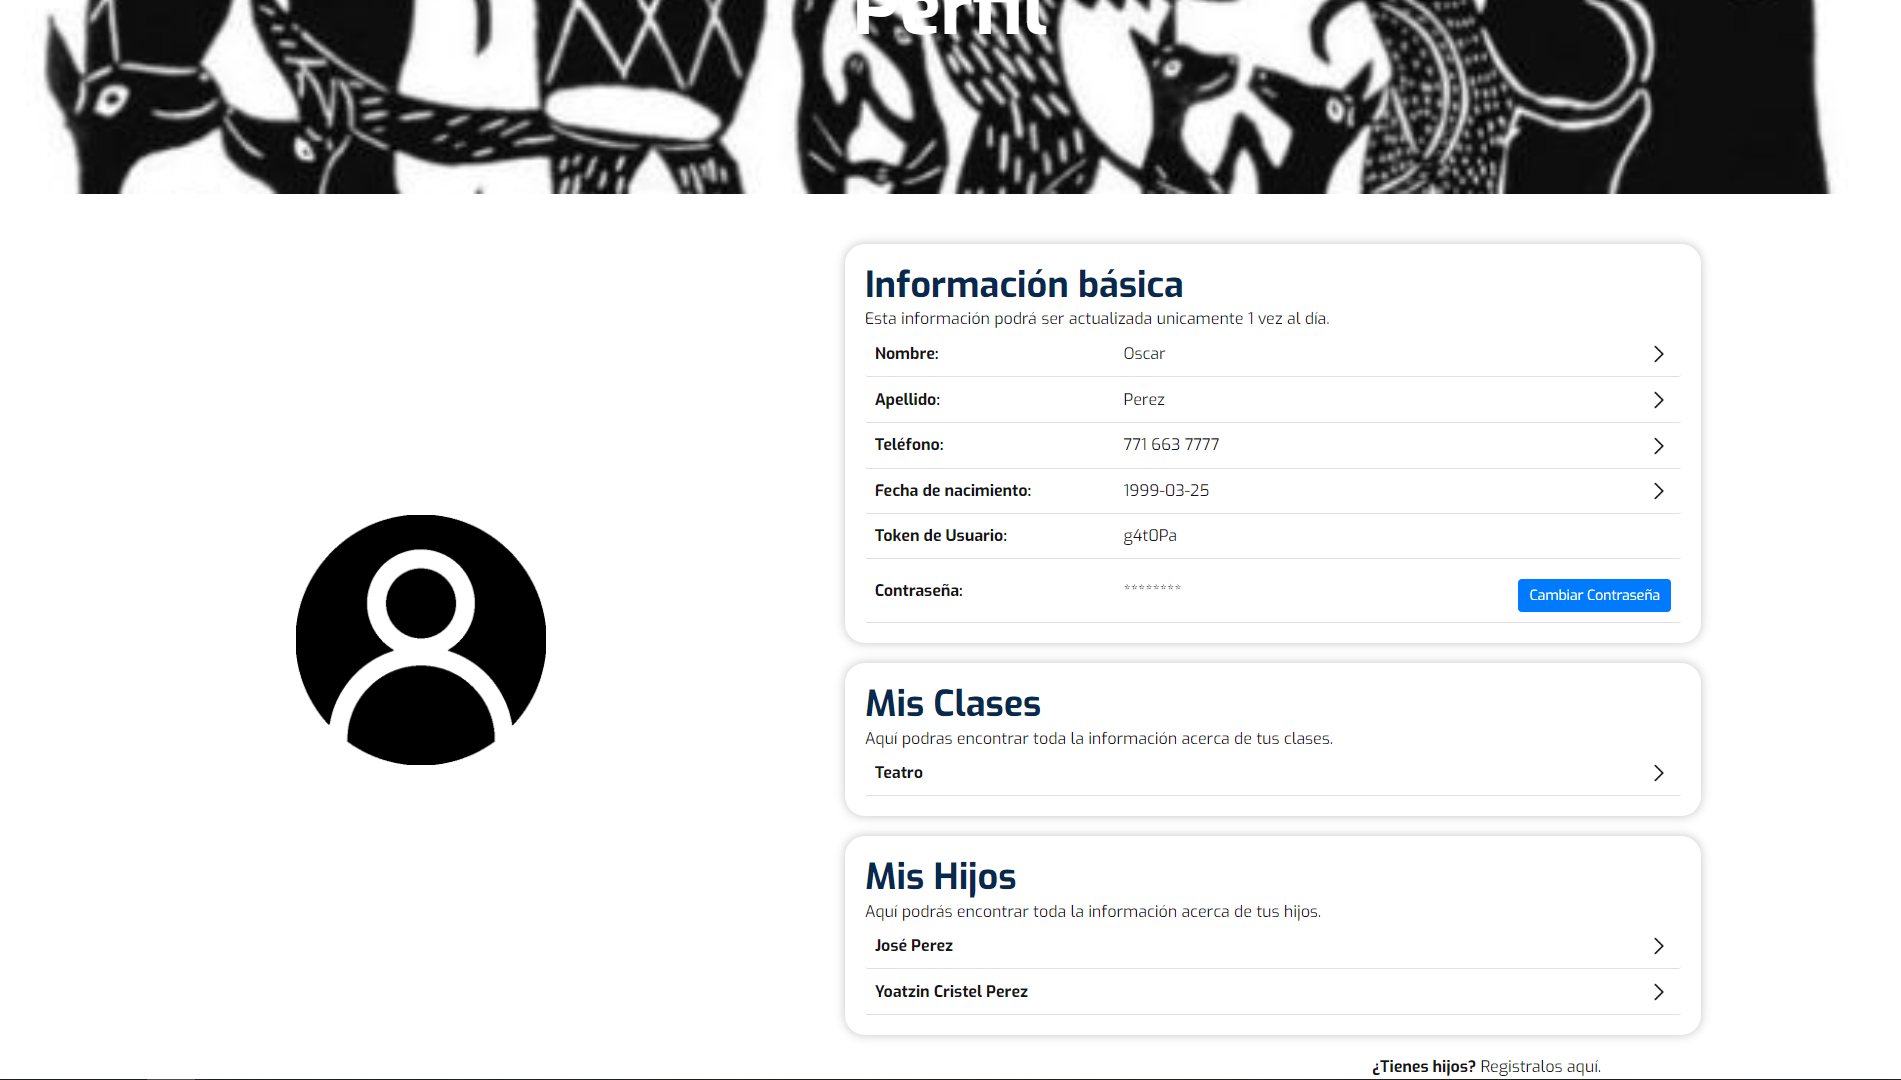 Perfil
Información básica
Esta información podrá ser actualizada unicamente 1 vez al día.
Nombre: Oscar
Apellido: Perez
Teléfono: 771 663 7777
Fecha de nacimiento: 1999-03-25
Token de Usuario: g4t0Pa
Contraseña: ******** Cambiar Contraseña
Mis Clases
Aquí podras encontrar toda la información acerca de tus clases.
Teatro
Mis Hijos
Aquí podrás encontrar toda la información acerca de tus hijos.
José Perez
Yoatzin Cristel Perez
¿Tienes hijos? Registralos aquí.